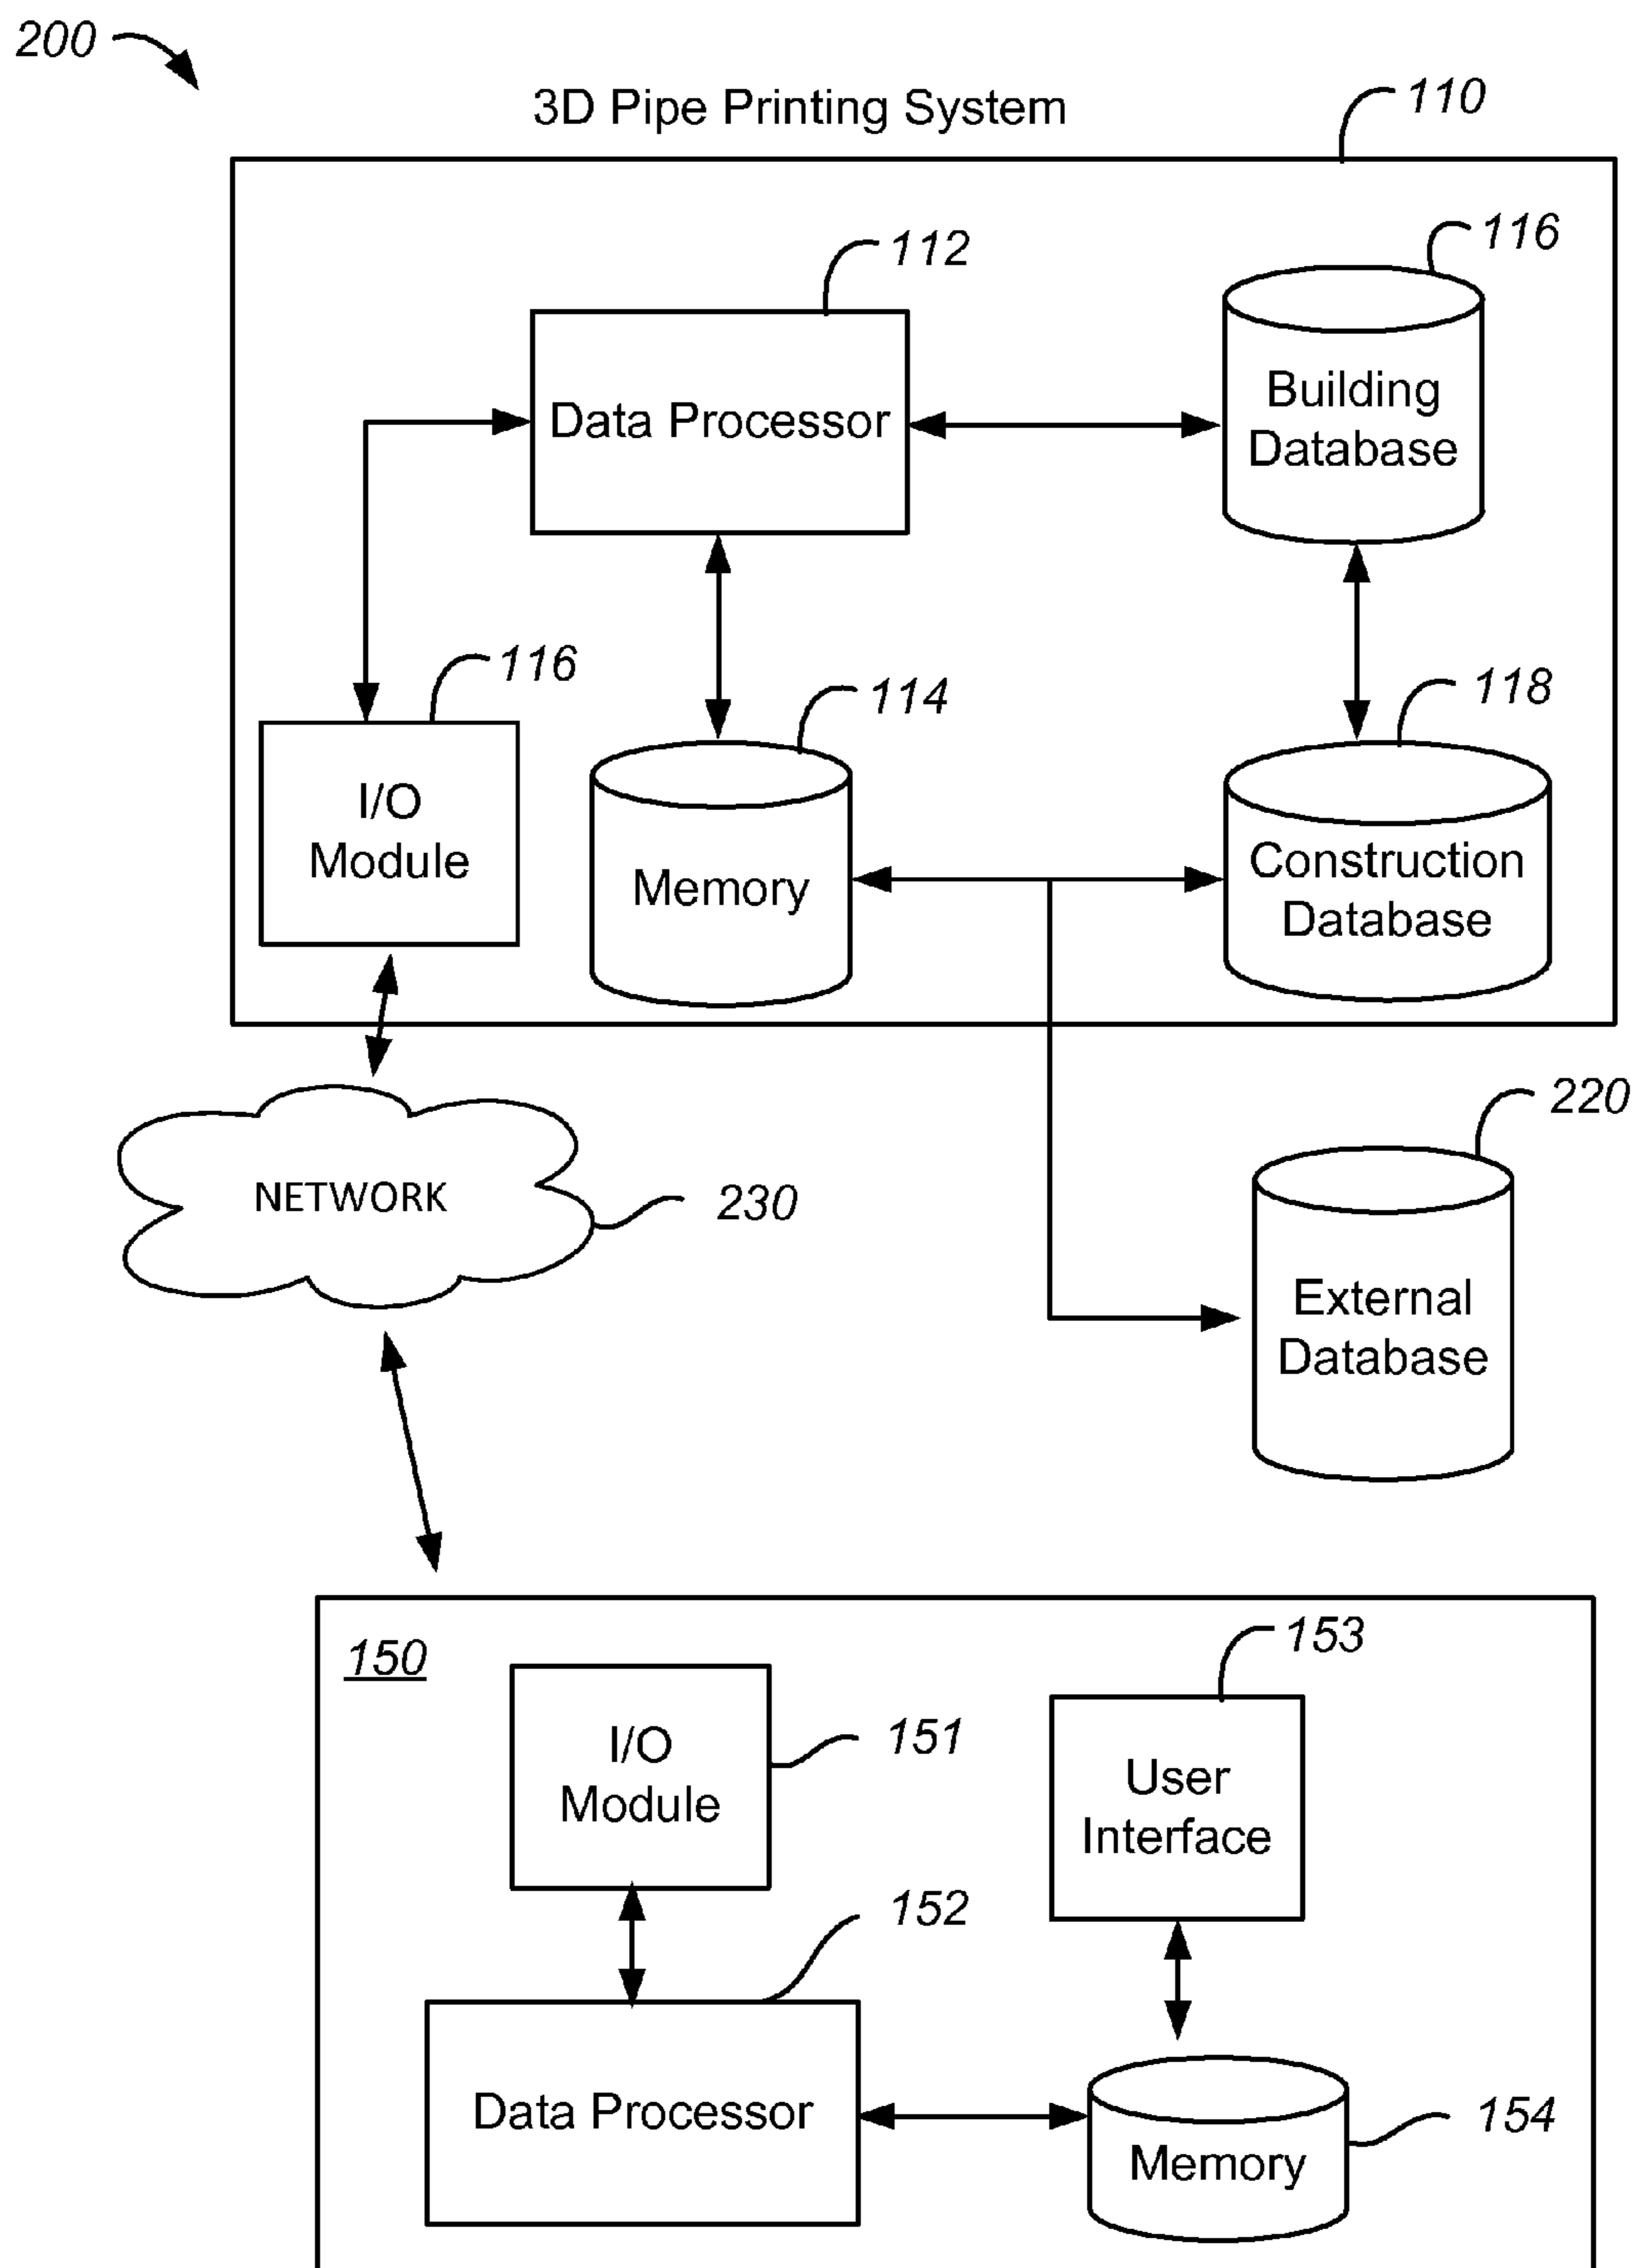 200
3D Pipe Printing System
110
112
116
Data Processor
Building
Database
116
114
118
I/O
Module
Memory
Construction
Database
220
NETWORK
230
External
Database
150
153
I/O
Module
151
User
Interface
152
Data Processor
154
Memory